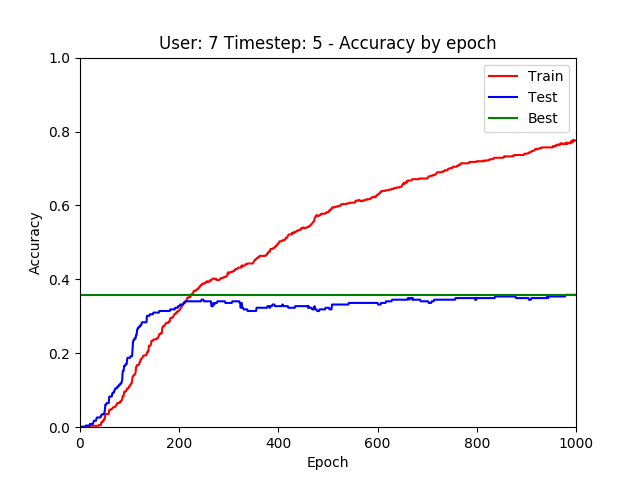 User: 7 Timestep: 5 - Accuracy by epoch
Train
Test
Best
Accuracy
1.0
0.8
0.6
0.4
0.2
0.0
0 200 400 600 800 1000
Epoch